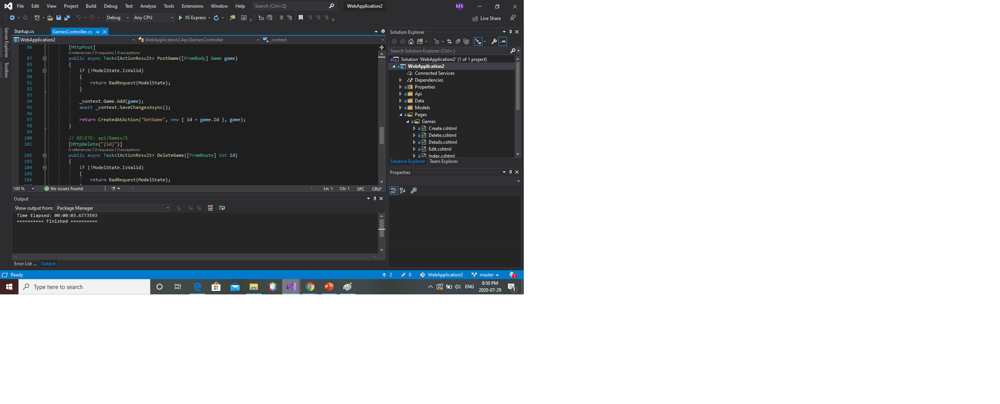 File Edit View Project Build Debug Test Analyze Tools Extensions Window Help Search (Ctrl+Q) WebApplication2 MK
Debug Any CPU IIS Express Live Share
Server Explorer
Toolbox
Startup.cs GamesController.cs
WebApplication2 WebApplication2.Api.GamesController _context
86 [HttpPost]
0 references | 0 requests | 0 exceptions
87 public async Task<IActionResult> PostGame([FromBody] Game game)
88 {
89 if (!ModelState.IsValid)
90 {
91 return BadRequest(ModelState);
92 }
93
94 _context.Game.Add(game);
95 await _context.SaveChangesAsync();
96
97 return CreatedAtAction("GetGame", new { id = game.Id }, game);
98 }
99
100 // DELETE: api/Games/5
101 [HttpDelete("{id}")]
0 references | 0 requests | 0 exceptions
102 public async Task<IActionResult> DeleteGame([FromRoute] int id)
103 {
104 if (!ModelState.IsValid)
105 {
106 return BadRequest(ModelState);
100 % No issues found Ln: 1 Ch: 1 SPC CRLF
Output
Show output from: Package Manager
Time Elapsed: 00:00:03.6773593
========== Finished ==========
Error List ... Output
Solution Explorer
Search Solution Explorer (Ctrl+;)
Solution 'WebApplication2' (1 of 1 project)
WebApplication2
Connected Services
Dependencies
Properties
Api
Data
Models
Pages
Games
Create.cshtml
Delete.cshtml
Details.cshtml
Edit.cshtml
Index.cshtml
Solution Explorer Team Explorer
Properties
Ready 2 0 WebApplication2 master 1
Type here to search ENG 8:50 PM
2020-07-29 3